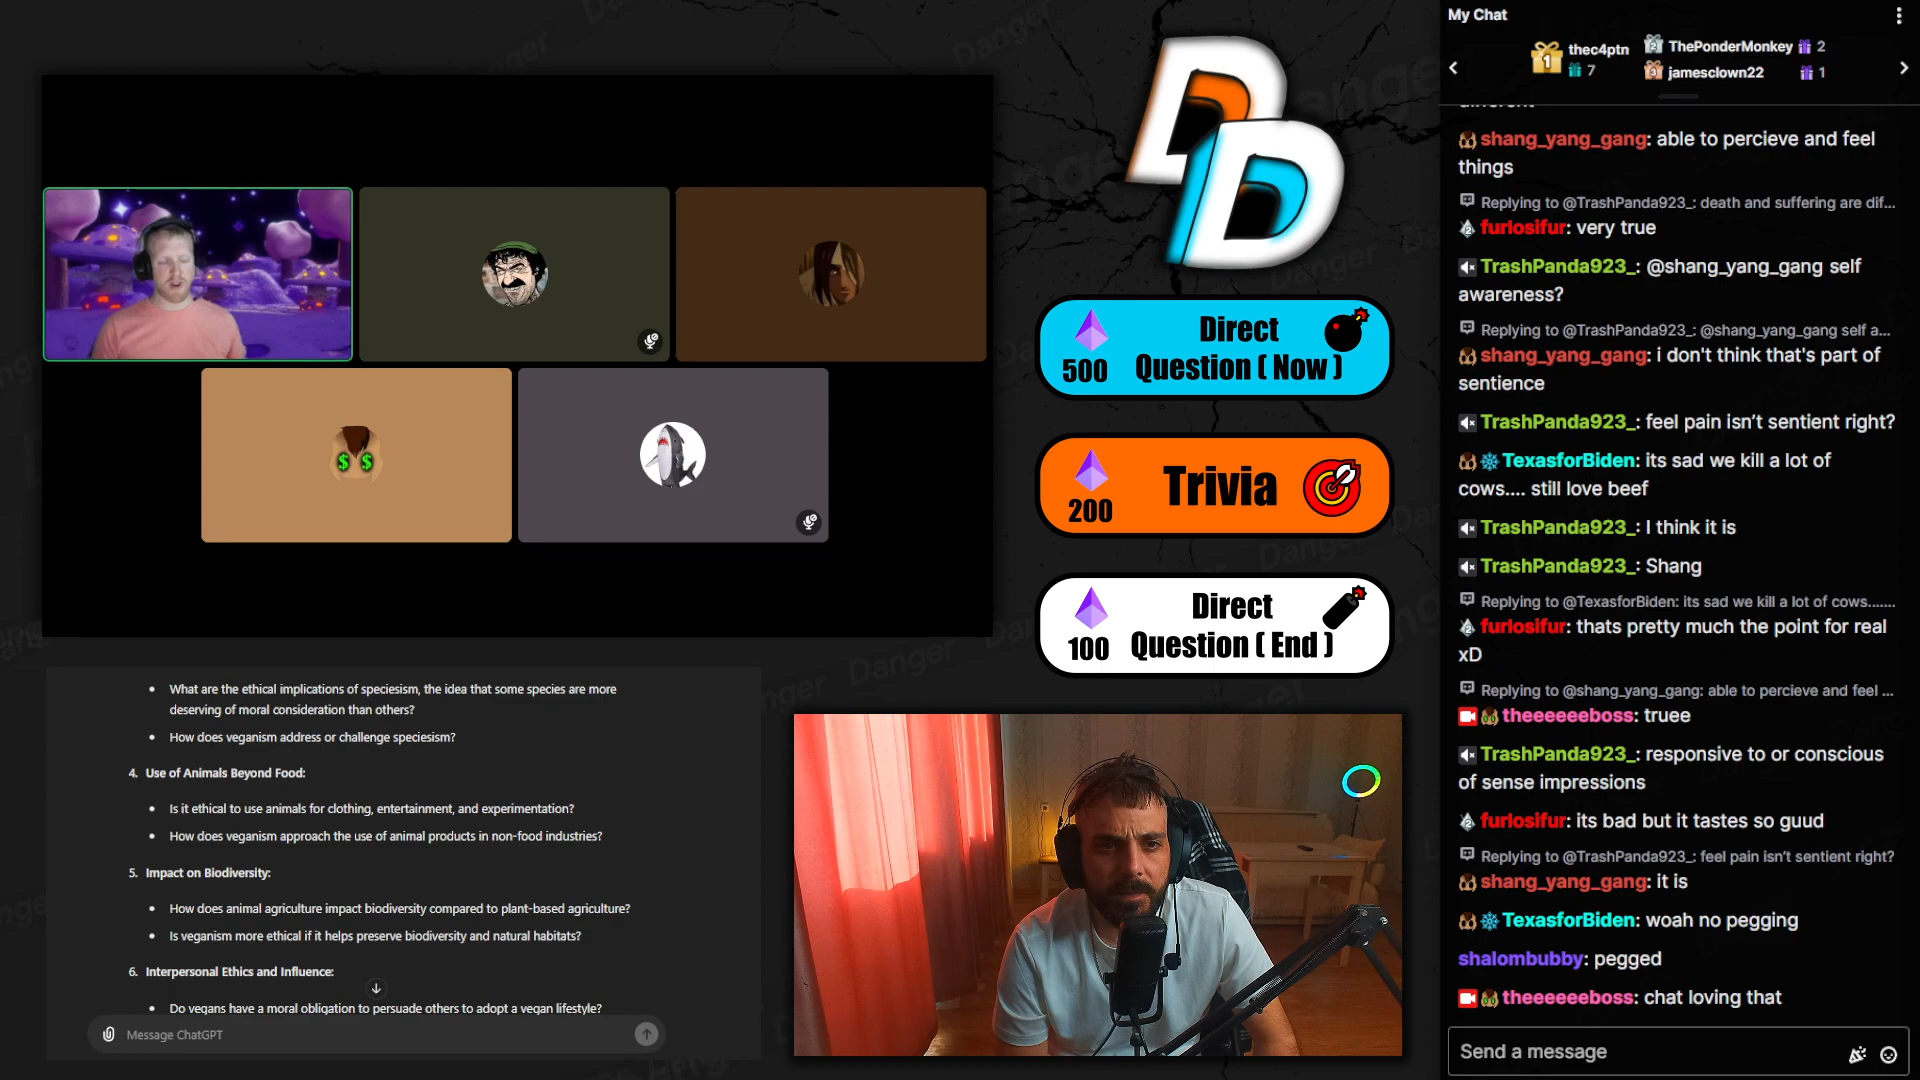 What are the ethical implications of speciesism, the idea that some species are more
deserving of moral consideration than others?
How does veganism address or challenge speciesism?
4. Use of Animals Beyond Food:
Is it ethical to use animals for clothing, entertainment, and experimentation?
How does veganism approach the use of animal products in non-food industries?
5. Impact on Biodiversity:
How does animal agriculture impact biodiversity compared to plant-based agriculture?
Is veganism more ethical if it helps preserve biodiversity and natural habitats?
6. Interpersonal Ethics and Influence:
Do vegans have a moral obligation to persuade others to adopt a vegan lifestyle?
Message ChatGPT
DD
500
Direct
Question ( Now )
200
Trivia
100
Direct
Question ( End )
My Chat
1 thec4ptn
7
2 ThePonderMonkey 2
3 jamesclown22 1
different
shang_yang_gang: able to percieve and feel
things
Replying to @TrashPanda923_: death and suffering are dif...
furiosifur: very true
TrashPanda923_: @shang_yang_gang self
awareness?
Replying to @TrashPanda923_: @shang_yang_gang self a...
shang_yang_gang: i don't think that's part of
sentience
TrashPanda923_: feel pain isn’t sentient right?
TexasforBiden: its sad we kill a lot of
cows.... still love beef
TrashPanda923_: I think it is
TrashPanda923_: Shang
Replying to @TexasforBiden: its sad we kill a lot of cows.......
furiosifur: thats pretty much the point for real
xD
Replying to @shang_yang_gang: able to percieve and feel ...
theeeeeeboss: truee
TrashPanda923_: responsive to or conscious
of sense impressions
furiosifur: its bad but it tastes so guud
Replying to @TrashPanda923_: feel pain isn’t sentient right?
shang_yang_gang: it is
TexasforBiden: woah no pegging
shalombubby: pegged
theeeeeeboss: chat loving that
Send a message